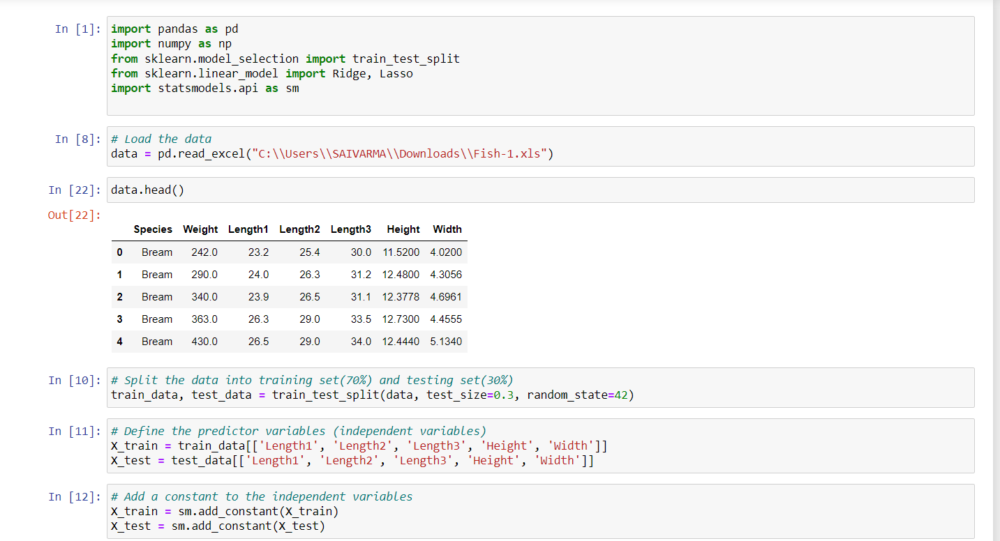 In [1]: import pandas as pd
import numpy as np
from sklearn.model_selection import train_test_split
from sklearn.linear_model import Ridge, Lasso
import statsmodels.api as sm
In [8]: # Load the data
data = pd.read_excel("C:\\Users\\SAIVARMA\\Downloads\\Fish-1.xls")
In [22]: data.head()
Out[22]:
Species Weight Length1 Length2 Length3 Height Width
0 Bream 242.0 23.2 25.4 30.0 11.5200 4.0200
1 Bream 290.0 24.0 26.3 31.2 12.4800 4.3056
2 Bream 340.0 23.9 26.5 31.1 12.3778 4.6961
3 Bream 363.0 26.3 29.0 33.5 12.7300 4.4555
4 Bream 430.0 26.5 29.0 34.0 12.4440 5.1340
In [10]: # Split the data into training set(70%) and testing set(30%)
train_data, test_data = train_test_split(data, test_size=0.3, random_state=42)
In [11]: # Define the predictor variables (independent variables)
X_train = train_data[['Length1', 'Length2', 'Length3', 'Height', 'Width']]
X_test = test_data[['Length1', 'Length2', 'Length3', 'Height', 'Width']]
In [12]: # Add a constant to the independent variables
X_train = sm.add_constant(X_train)
X_test = sm.add_constant(X_test)